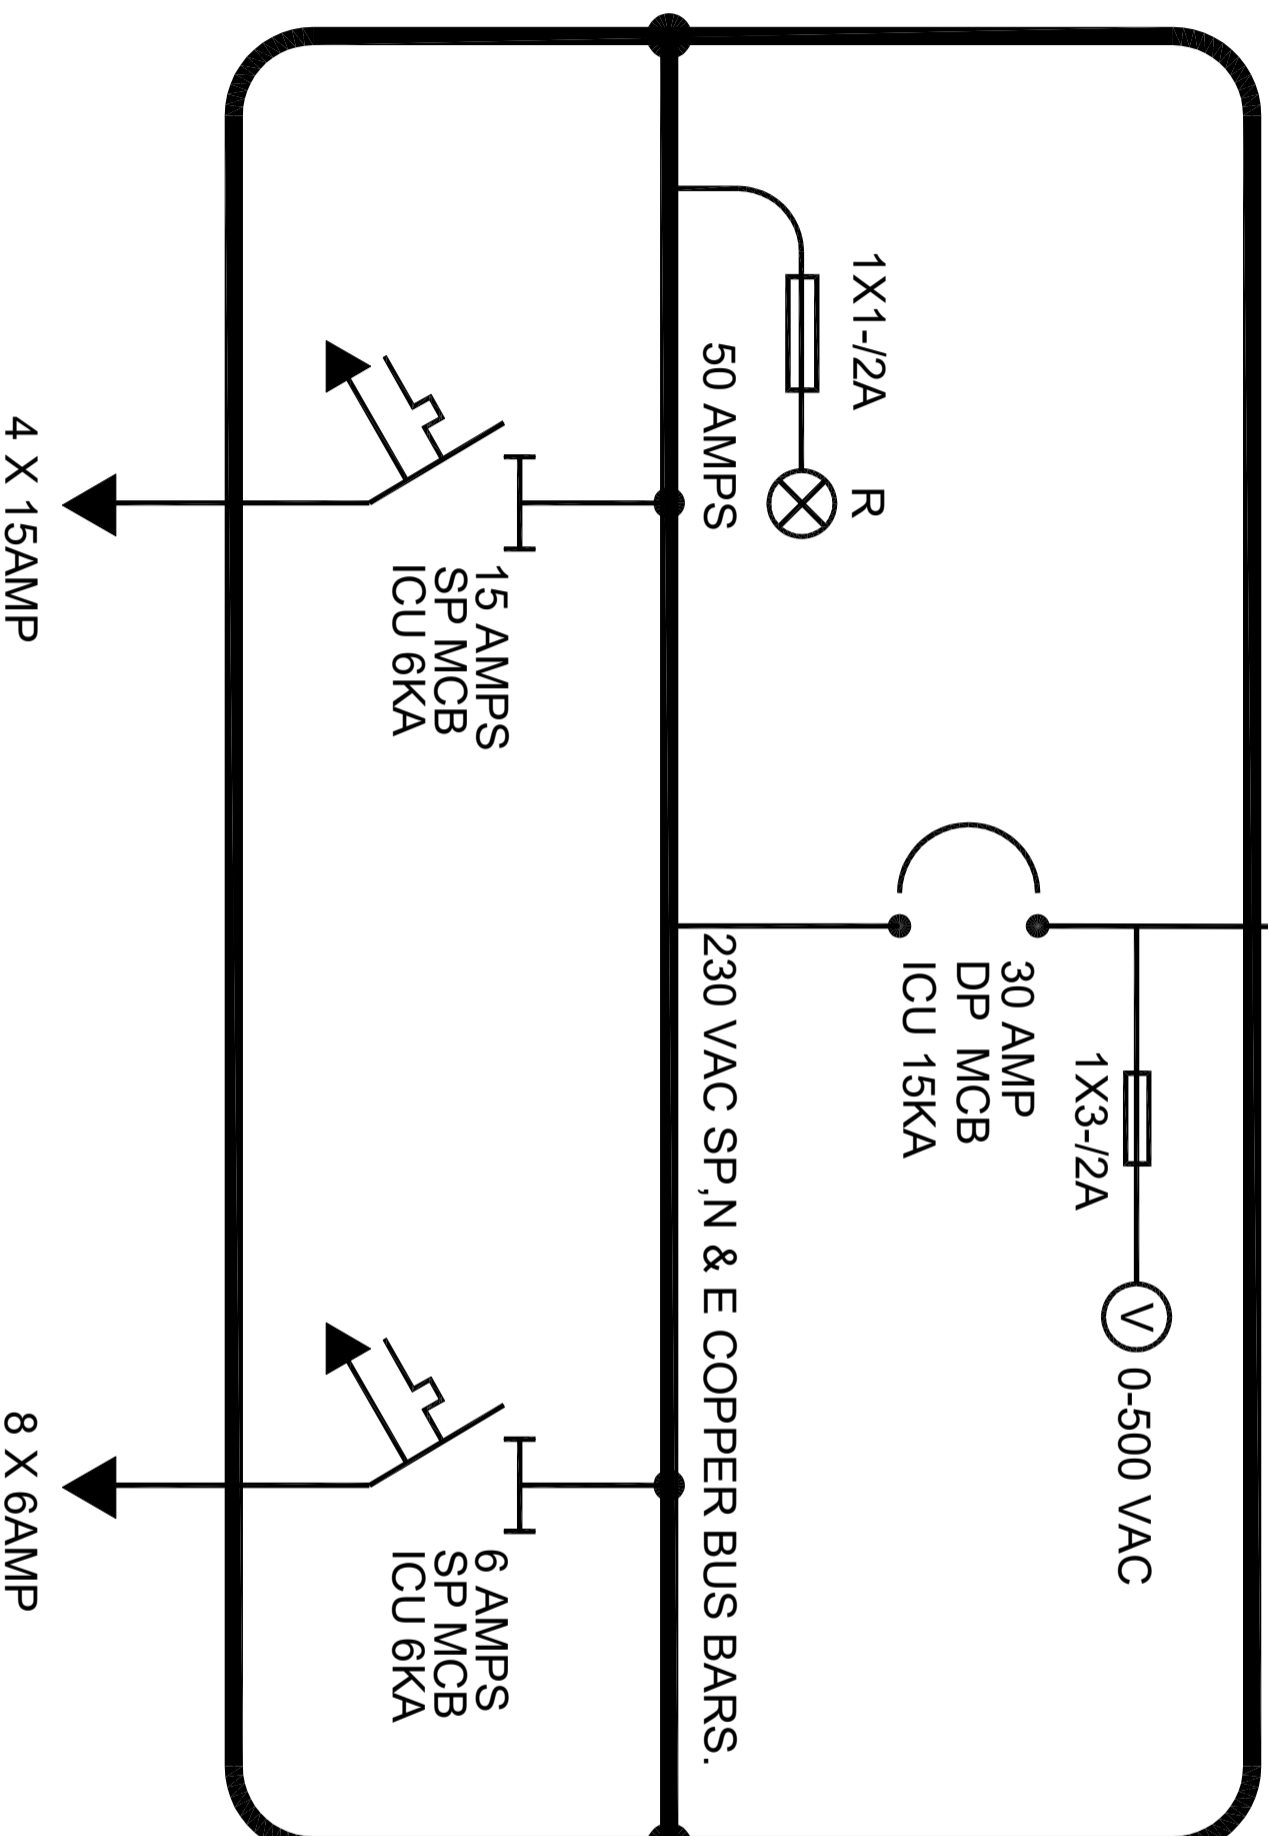 1X3-/2A
V 0-500 VAC
30 AMP
DP MCB
ICU 15KA
1X1-/2A
R
50 AMPS
230 VAC SP,N & E COPPER BUS BARS.
15 AMPS
SP MCB
ICU 6KA
6 AMPS
SP MCB
ICU 6KA
4 X 15AMP
8 X 6AMP